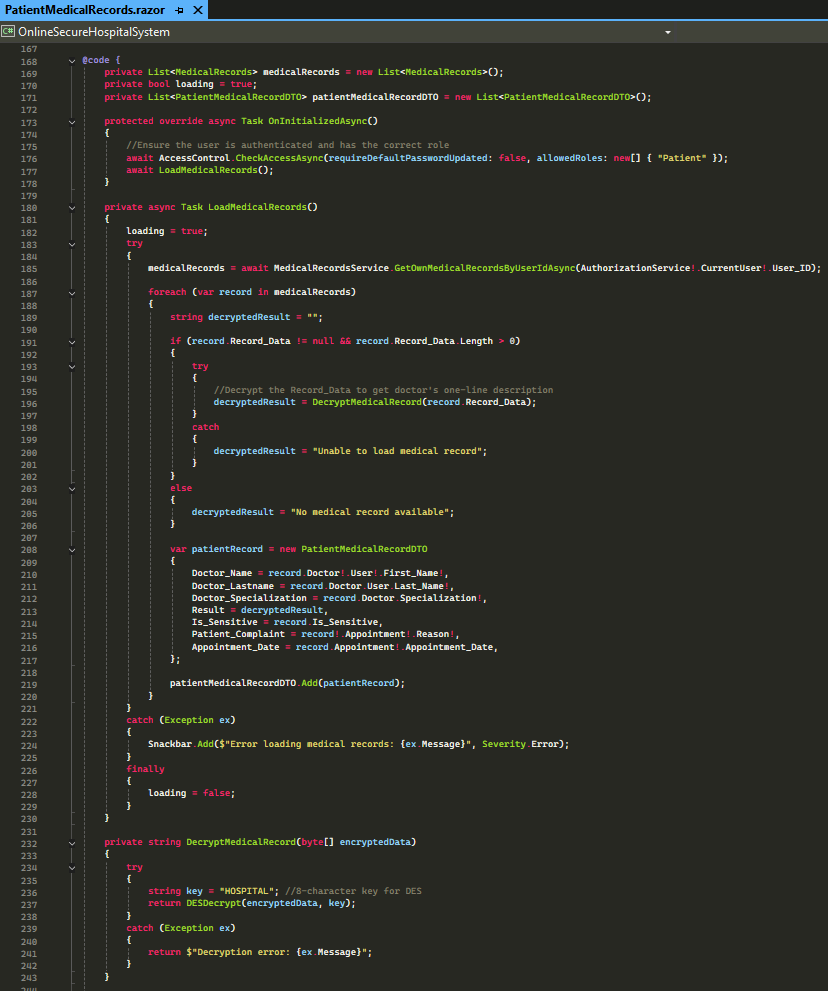 PatientMedicalRecords.razor
C# OnlineSecureHospitalSystem
167
168 @code {
169 private List<MedicalRecords> medicalRecords = new List<MedicalRecords>();
170 private bool loading = true;
171 private List<PatientMedicalRecordDTO> patientMedicalRecordDTO = new List<PatientMedicalRecordDTO>();
172
173 protected override async Task OnInitializedAsync()
174 {
175 //Ensure the user is authenticated and has the correct role
176 await AccessControl.CheckAccessAsync(requireDefaultPasswordUpdated: false, allowedRoles: new[] { "Patient" });
177 await LoadMedicalRecords();
178 }
179
180 private async Task LoadMedicalRecords()
181 {
182 loading = true;
183 try
184 {
185 medicalRecords = await MedicalRecordsService.GetOwnMedicalRecordsByUserIdAsync(AuthorizationService!.CurrentUser!.User_ID);
186
187 foreach (var record in medicalRecords)
188 {
189 string decryptedResult = "";
190
191 if (record.Record_Data != null && record.Record_Data.Length > 0)
192 {
193 try
194 {
195 //Decrypt the Record_Data to get doctor's one-line description
196 decryptedResult = DecryptMedicalRecord(record.Record_Data);
197 }
198 catch
199 {
200 decryptedResult = "Unable to load medical record";
201 }
202 }
203 else
204 {
205 decryptedResult = "No medical record available";
206 }
207
208 var patientRecord = new PatientMedicalRecordDTO
209 {
210 Doctor_Name = record.Doctor!.User!.First_Name!,
211 Doctor_Lastname = record.Doctor.User.Last_Name!,
212 Doctor_Specialization = record.Doctor.Specialization!,
213 Result = decryptedResult,
214 Is_Sensitive = record.Is_Sensitive,
215 Patient_Complaint = record!.Appointment!.Reason!,
216 Appointment_Date = record.Appointment!.Appointment_Date,
217 };
218
219 patientMedicalRecordDTO.Add(patientRecord);
220 }
221 }
222 catch (Exception ex)
223 {
224 Snackbar.Add($"Error loading medical records: {ex.Message}", Severity.Error);
225 }
226 finally
227 {
228 loading = false;
229 }
230 }
231
232 private string DecryptMedicalRecord(byte[] encryptedData)
233 {
234 try
235 {
236 string key = "HOSPITAL"; //8-character key for DES
237 return DESDecrypt(encryptedData, key);
238 }
239 catch (Exception ex)
240 {
241 return $"Decryption error: {ex.Message}";
242 }
243 }